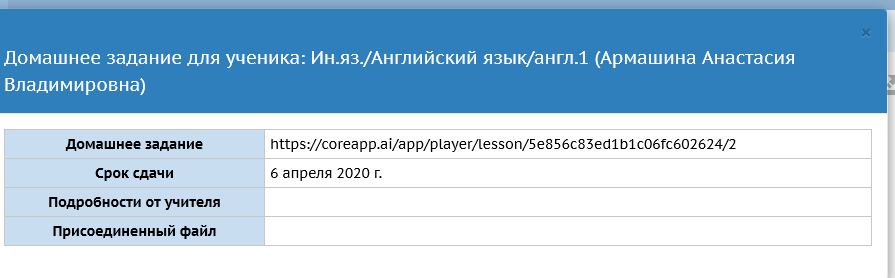 ×
Домашнее задание для ученика: Ин.яз./Английский язык/англ.1 (Армашина Анастасия
Владимировна)
Домашнее задание https://coreapp.ai/app/player/lesson/5e856c83ed1b1c06fc602624/2
Срок сдачи 6 апреля 2020 г.
Подробности от учителя
Присоединенный файл